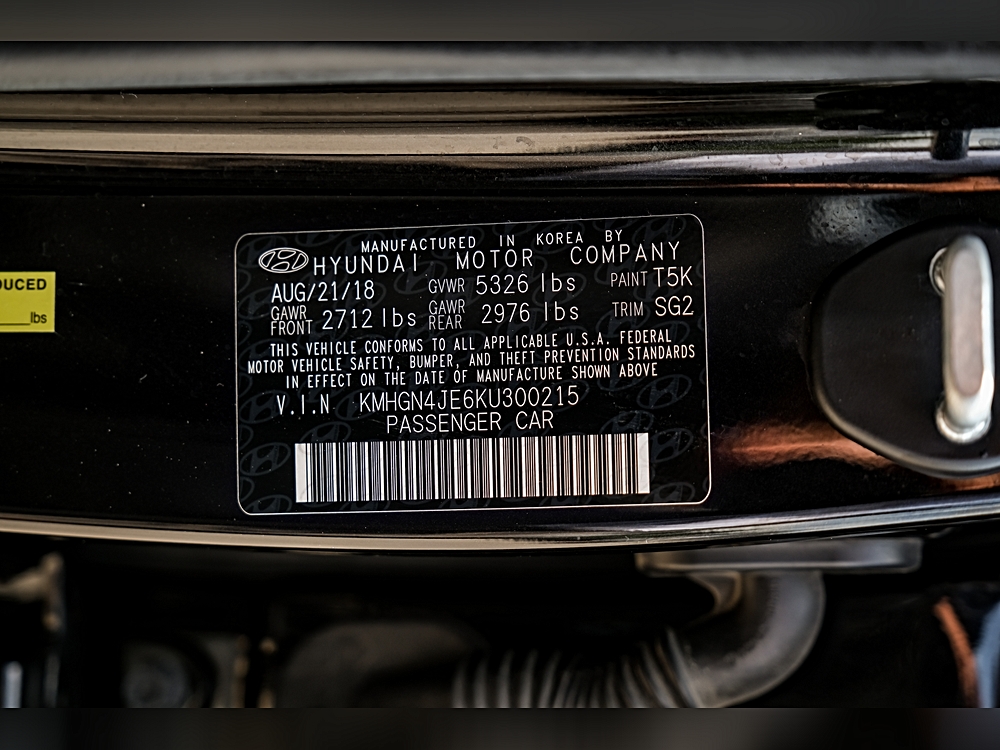 DUCED
lbs
MANUFACTURED IN KOREA BY
HYUNDAI MOTOR COMPANY
AUG/21/18 GVWR 5326 lbs PAINT T5K
GAWR FRONT 2712 lbs GAWR REAR 2976 lbs TRIM SG2
THIS VEHICLE CONFORMS TO ALL APPLICABLE U.S.A. FEDERAL
MOTOR VEHICLE SAFETY, BUMPER, AND THEFT PREVENTION STANDARDS
IN EFFECT ON THE DATE OF MANUFACTURE SHOWN ABOVE
V.I.N KMHGN4JE6KU300215
PASSENGER CAR